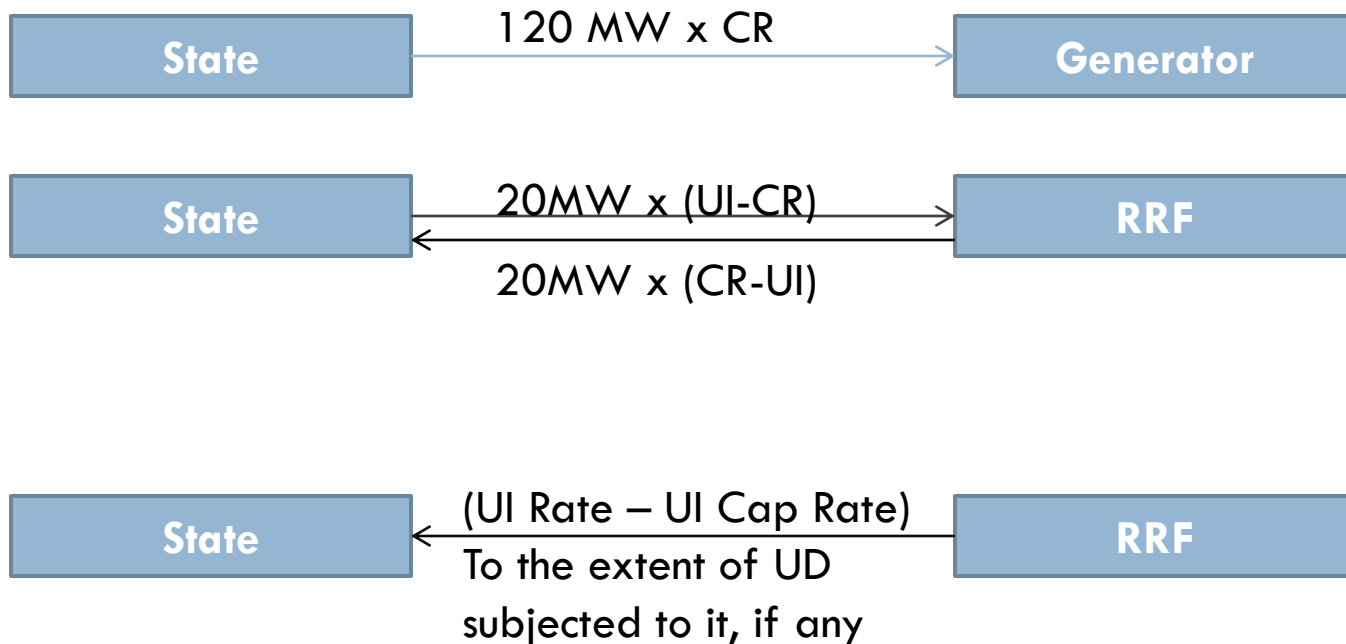 120 MW x CR
State
Generator
20MW x (UI-CR)
State
RRF
20MW x (CR-UI)
(UI Rate – UI Cap Rate)
State
RRF
To the extent of UD
subjected to it, if any